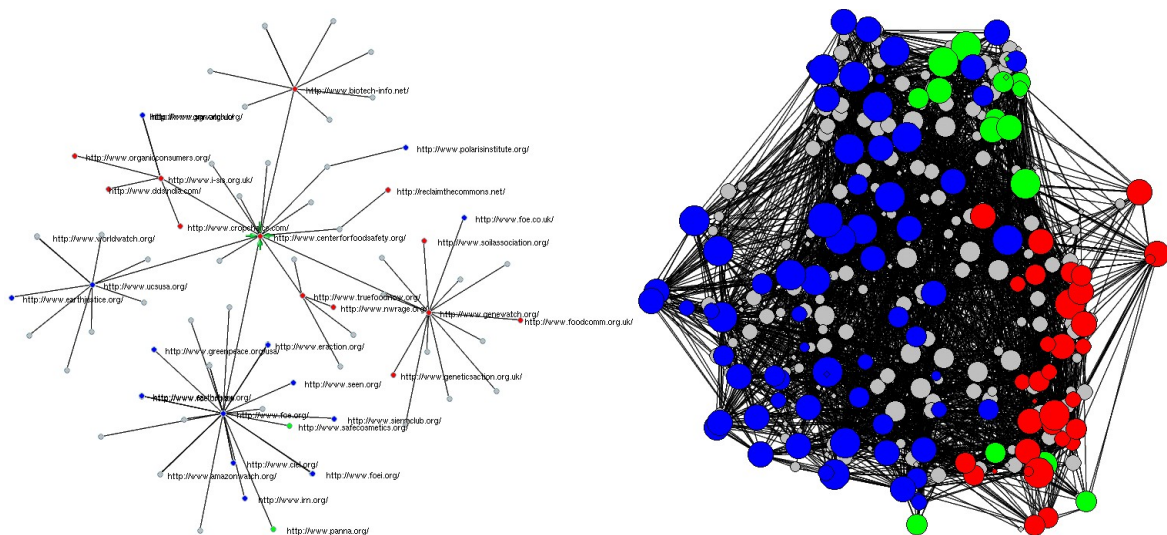 http://www.biotech-info.net/
http://www.polarisinstitute.org/
http://www.organicconsumers.org/
http://www.i-sis.org.uk/
http://www.ddsindia.com/
http://reclaimthecommons.net/
http://www.foe.co.uk/
http://www.cropchoice.com/
http://www.centerforfoodsafety.org/
http://www.worldwatch.org/
http://www.soilassociation.org/
http://www.ucsusa.org/
http://www.earthjustice.org/
http://www.truefoodnow.org/
http://www.nwrage.org/
http://www.genewatch.org/
http://www.foodcomm.org.uk/
http://www.greenpeace.org/usa/
http://www.eraction.org/
http://www.geneticsaction.org.uk/
http://www.seen.org/
http://www.foe.org/
http://www.sierraclub.org/
http://www.safecosmetics.org/
http://www.ciel.org/
http://www.amazonwatch.org/
http://www.foei.org/
http://www.irn.org/
http://www.panna.org/